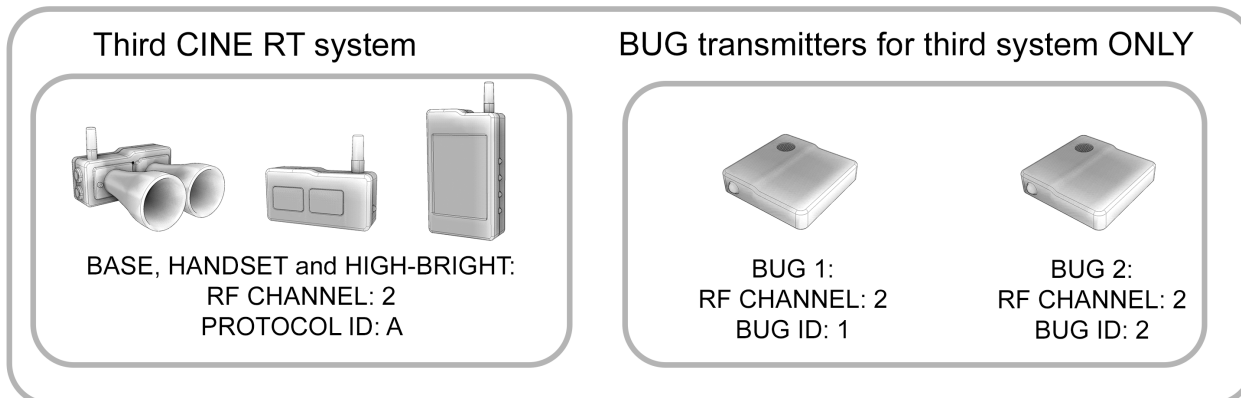 Third CINE RT system
BUG transmitters for third system ONLY
BASE, HANDSET and HIGH-BRIGHT:
RF CHANNEL: 2
PROTOCOL ID: A
BUG 1:
RF CHANNEL: 2
BUG ID: 1
BUG 2:
RF CHANNEL: 2
BUG ID: 2